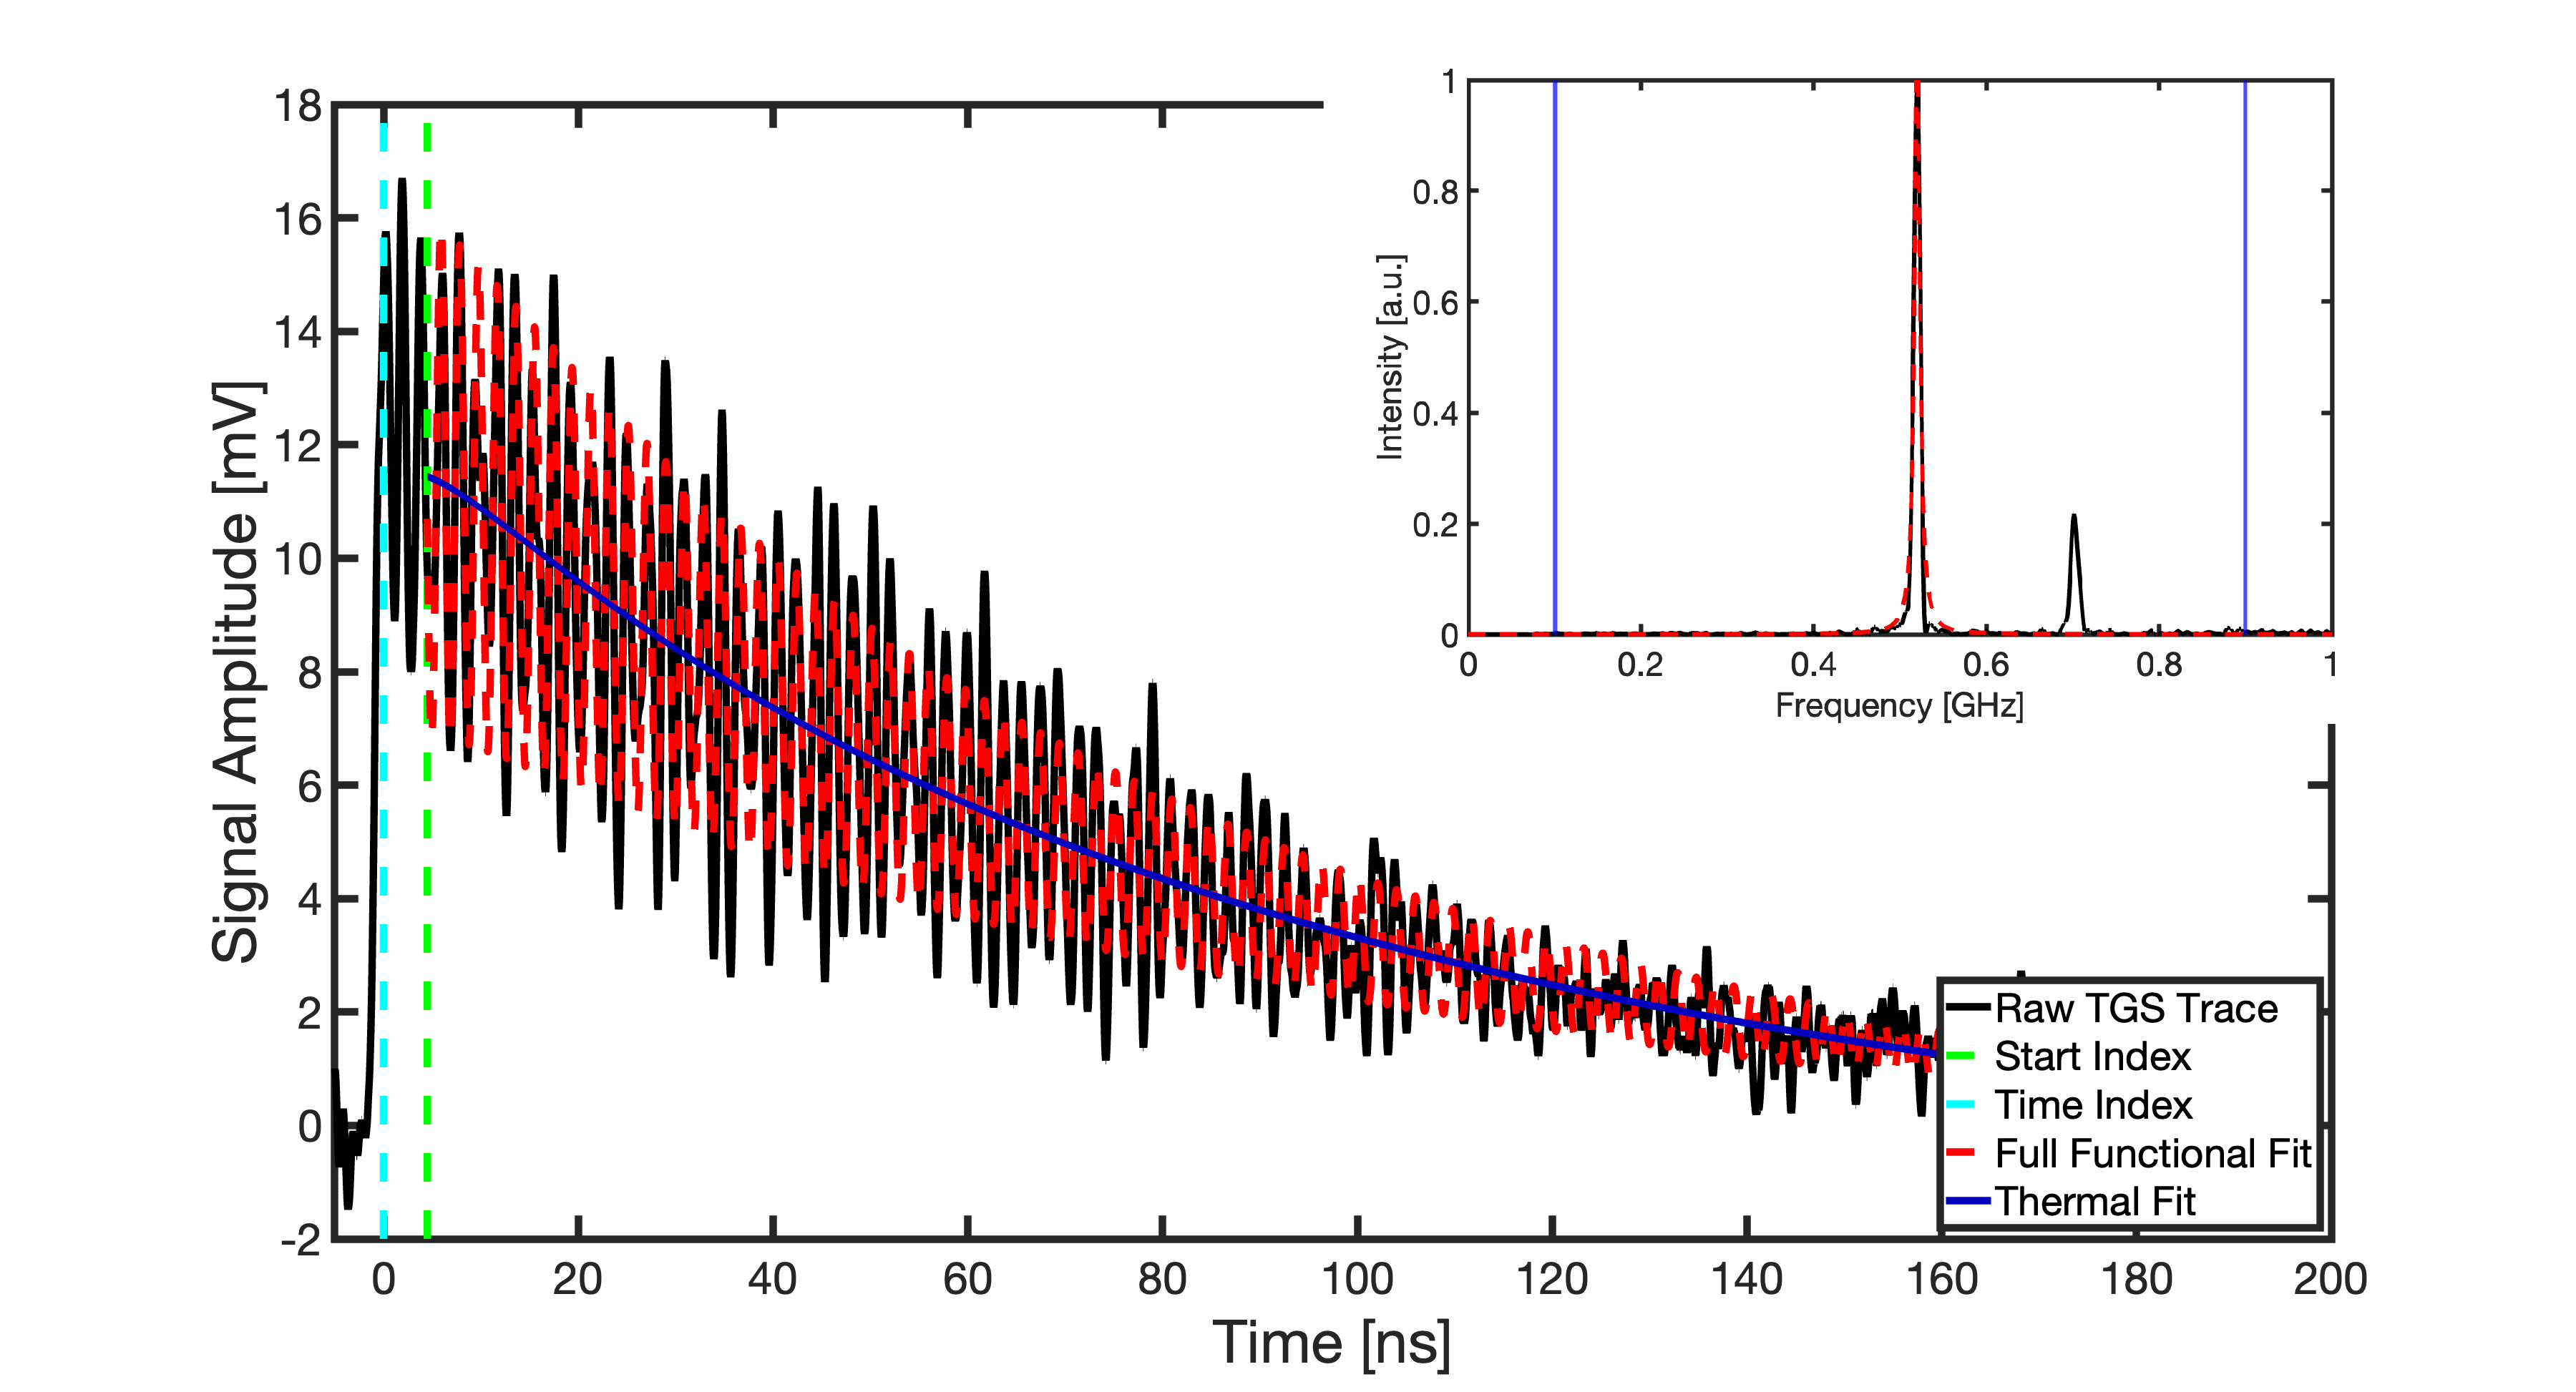 18
16
14
12
10
8
6
4
2
0
-2
Signal Amplitude [mV]
0 20 40 60 80 100 120 140 160 180 200
Time [ns]
1
0.8
0.6
0.4
0.2
0
Intensity [a.u.]
0 0.2 0.4 0.6 0.8 1
Frequency [GHz]
Raw TGS Trace
Start Index
Time Index
Full Functional Fit
Thermal Fit